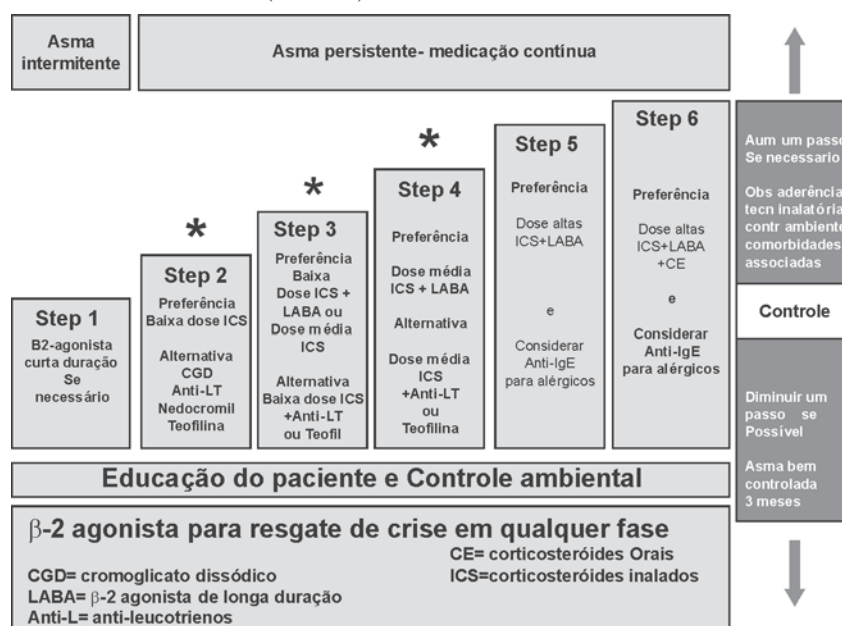 Asma
intermitente
Asma persistente- medicação contínua
Step 1
B2-agonista
curta duração
Se
necessário
*
Step 2
Preferência
Baixa dose ICS
Alternativa
CGD
Anti-LT
Nedocromil
Teofilina
*
Step 3
Preferência
Baixa
Dose ICS +
LABA ou
Dose média
ICS
Alternativa
Baixa dose ICS
+Anti-LT
ou Teofil
*
Step 4
Preferência
Dose média
ICS + LABA
Alternativa
Dose média
ICS
+Anti-LT
ou
Teofilina
Step 5
Preferência
Dose altas
ICS+LABA
e
Considerar
Anti-IgE
para alérgicos
Step 6
Preferência
Dose altas
ICS+LABA
+CE
e
Considerar
Anti-IgE
para alérgicos
Aum um passo
Se necessario
Obs aderência
tecn inalatória
contr ambiente
comorbidades
associadas
Controle
Diminuir um
passo se
Possível
Asma bem
controlada
3 meses
Educação do paciente e Controle ambiental
β-2 agonista para resgate de crise em qualquer fase
CE= corticosteróides Orais
CGD= cromoglicato dissódico
ICS=corticosteróides inalados
LABA= β-2 agonista de longa duração
Anti-L= anti-leucotrienos